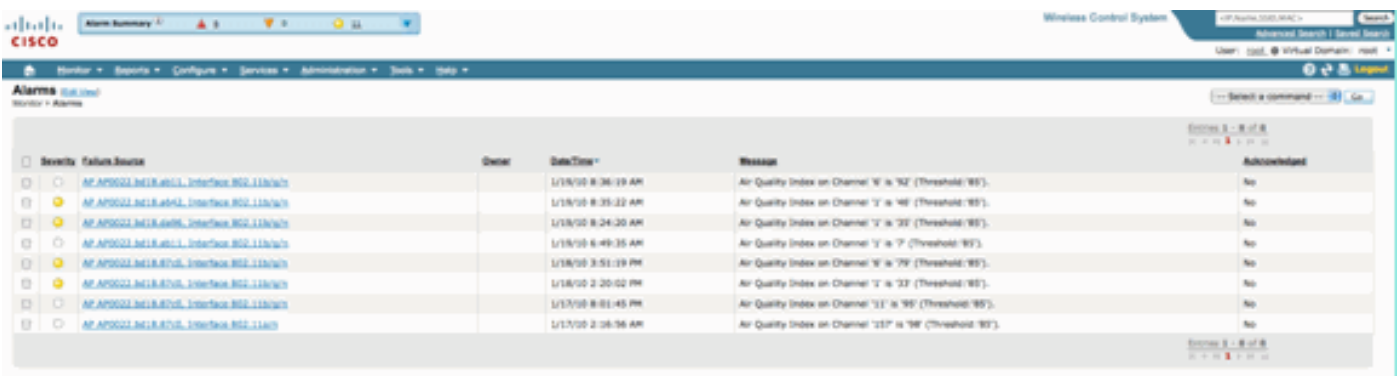 Alarm Summary
Wireless Control System
<IP,Name,SSID,MAC> Search
Advanced Search | Saved Search
CISCO
User: root @ Virtual Domain: root
Monitor Reports Configure Services Administration Tools Help Logout
Alarms (Edit View)
Monitor > Alarms
-- Select a command -- Go
Entries 1 - 8 of 8
1
Severity Failure Source Owner Date/Time Message Acknowledged
AP AP0022.bd18.ab11, Interface 802.11b/g/n 1/19/10 8:36:19 AM Air Quality Index on Channel '6' is '92' (Threshold:'85'). No
AP Interface 802.11b/g/n 1/19/10 8:35:22 AM Air Quality Index on Channel '1' is (Threshold:'85'). No
AP Interface 802.11b/g/n 1/19/10 8:24:20 AM Air Quality Index on Channel '1' is (Threshold:'85'). No
AP Interface 802.11b/g/n 1/19/10 6:49:35 AM Air Quality Index on Channel '1' is '7' (Threshold:'85'). No
AP AP0022.bd18.87c0, Interface 802.11b/g/n 1/18/10 3:51:19 PM Air Quality Index on Channel '6' is '79' (Threshold:'85'). No
AP AP0022.bd18.87c0, Interface 802.11b/g/n 1/18/10 2:20:02 PM Air Quality Index on Channel '1' is '33' (Threshold:'85'). No
AP AP0022.bd18.87c0, Interface 802.11b/g/n 1/17/10 8:01:45 PM Air Quality Index on Channel '11' is '95' (Threshold:'85'). No
AP AP0022.bd18.87c0, Interface 802.11a/n 1/17/10 2:16:56 AM Air Quality Index on Channel '157' is '98' (Threshold:'85'). No
Entries 1 - 8 of 8
1